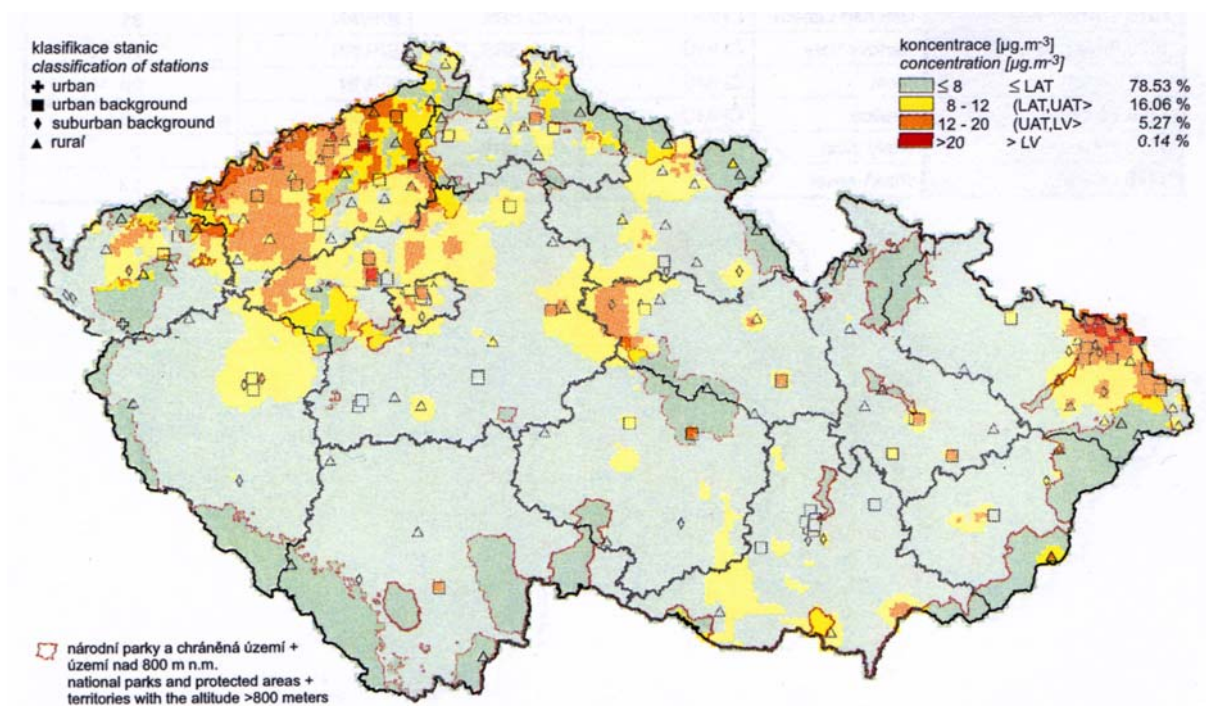 klasifikace stanic
classification of stations
urban
urban background
suburban background
rural
koncentrace [µg.m-3]
concentration [µg.m-3]
≤ 8 ≤ LAT 78.53 %
8 - 12 (LAT,UAT> 16.06 %
12 - 20 (UAT,LV> 5.27 %
>20 > LV 0.14 %
národní parky a chráněná území +
území nad 800 m n.m.
national parks and protected areas +
territories with the altitude >800 meters